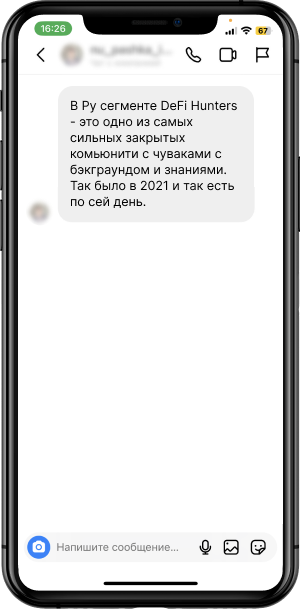 16:26
67
В Ру сегменте DeFi Hunters
- это одно из самых
сильных закрытых
комьюнити с чуваками с
бэкграундом и знаниями.
Так было в 2021 и так есть
по сей день.
Напишите сообщение...